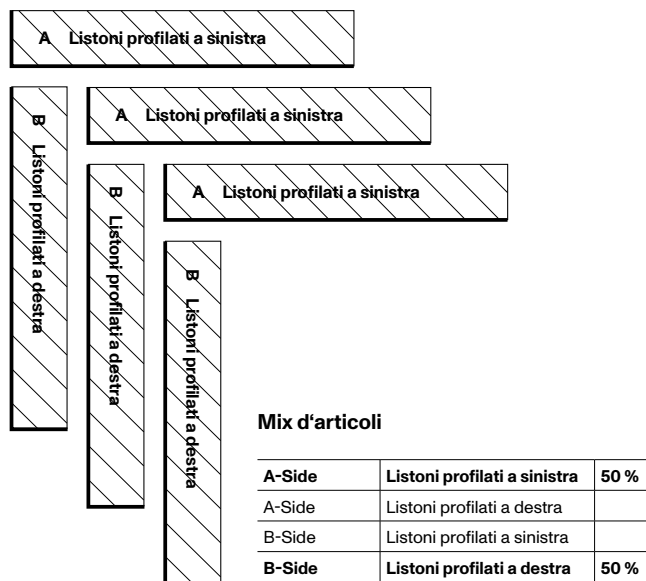 A Listoni profilati a sinistra
A Listoni profilati a sinistra
A Listoni profilati a sinistra
B Listoni profilati a destra
B Listoni profilati a destra
B Listoni profilati a destra
Mix d‘articoli
A-Side Listoni profilati a sinistra 50 %
A-Side Listoni profilati a destra
B-Side Listoni profilati a sinistra
B-Side Listoni profilati a destra 50 %